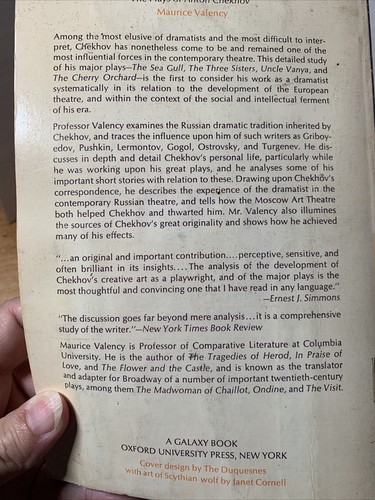 The Plays of Anton Chekhov
Maurice Valency
Among the most elusive of dramatists and the most difficult to inter-
pret, Chekhov has nonetheless come to be and remained one of the
most influential forces in the contemporary theatre. This detailed study
of his major plays—The Sea Gull, The Three Sisters, Uncle Vanya, and
The Cherry Orchard—is the first to consider his work as a dramatist
systematically in its relation to the development of the European
theatre, and within the context of the social and intellectual ferment
of his era.
Professor Valency examines the Russian dramatic tradition inherited by
Chekhov, and traces the influence upon him of such writers as Griboy-
edov, Pushkin, Lermontov, Gogol, Ostrovsky, and Turgenev. He dis-
cusses in depth and detail Chekhov's personal life, particularly while
he was working upon his great plays, and he analyses some of his
important short stories with relation to these. Drawing upon Chekhov's
correspondence, he describes the experience of the dramatist in the
contemporary Russian theatre, and tells how the Moscow Art Theatre
both helped Chekhov and thwarted him. Mr. Valency also illumines
the sources of Chekhov's great originality and shows how he achieved
many of his effects.
"...an original and important contribution....perceptive, sensitive, and
often brilliant in its insights....The analysis of the development of
Chekhov's creative art as a playwright, and of the major plays is the
most thoughtful and convincing one that I have read in any language."
—Ernest J. Simmons
"The discussion goes far beyond mere analysis...it is a comprehensive
study of the writer."—New York Times Book Review
Maurice Valency is Professor of Comparative Literature at Columbia
University. He is the author of The Tragedies of Herod, In Praise of
Love, and The Flower and the Castle, and is known as the translator
and adapter for Broadway of a number of important twentieth-century
plays, among them The Madwoman of Chaillot, Ondine, and The Visit.
A GALAXY BOOK
OXFORD UNIVERSITY PRESS, NEW YORK
Cover design by The Duquesnes
with art of Scythian wolf by Janet Cornell